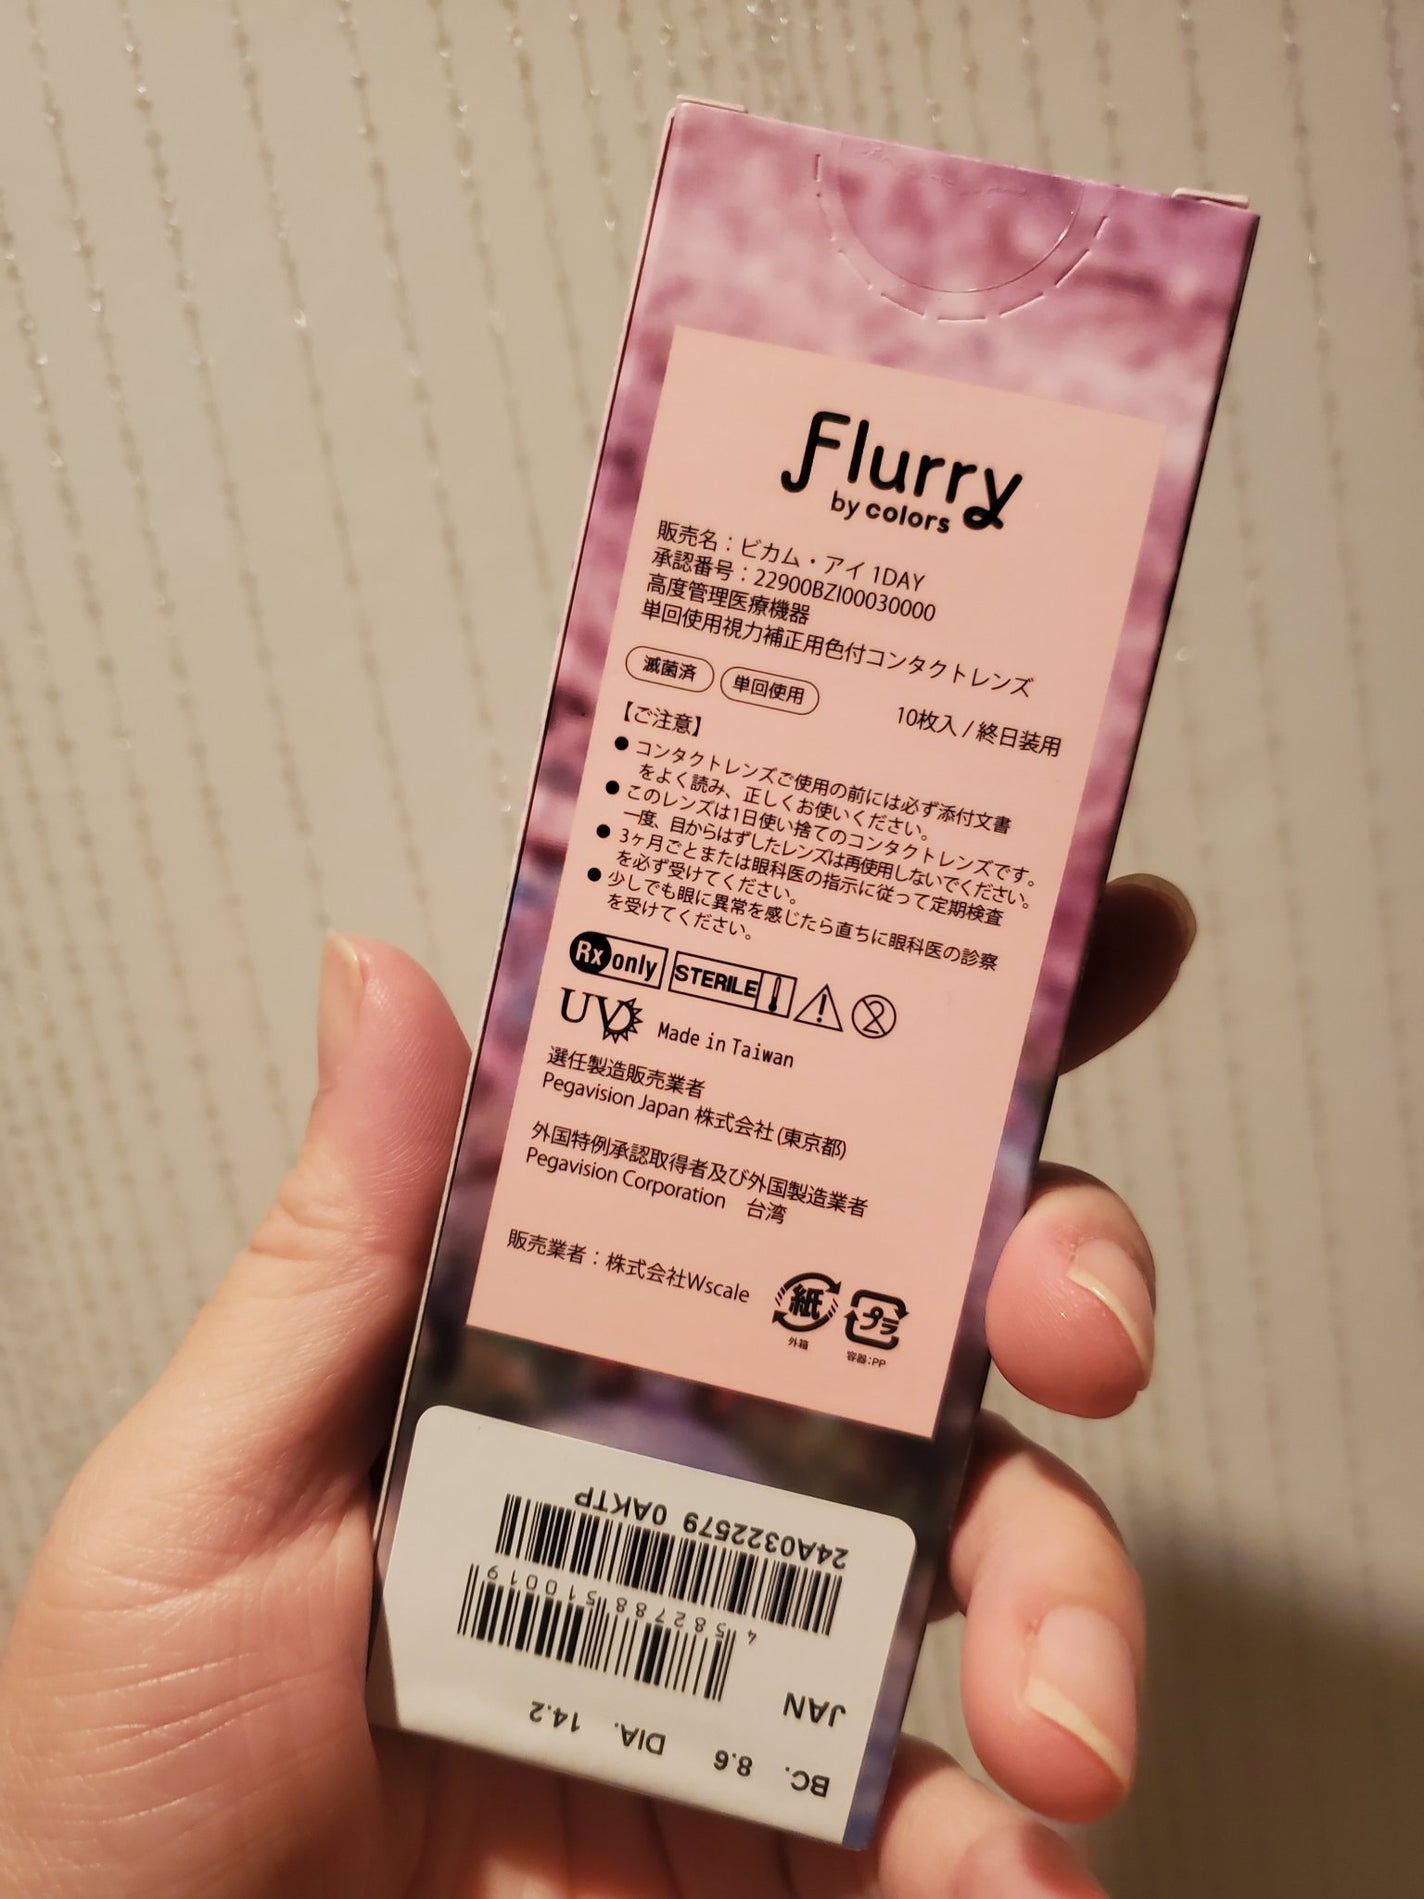 Flurry
by colors
販売名：ビカム・アイ 1DAY
承認番号：22900BZI00030000
高度管理医療機器
単回使用視力補正用色付コンタクトレンズ
滅菌済 単回使用
10枚入 / 終日装用
【ご注意】
● コンタクトレンズご使用の前には必ず添付文書
をよく読み、正しくお使いください。
● このレンズは1日使い捨てのコンタクトレンズです。
一度、目からはずしたレンズは再使用しないでください。
● 3ヶ月ごとまたは眼科医の指示に従って定期検査
を必ず受けてください。
● 少しでも眼に異常を感じたら直ちに眼科医の診察
を受けてください。
Rx only STERILE
UV Made in Taiwan
選任製造販売業者
Pegavision Japan 株式会社 (東京都)
外国特例承認取得者及び外国製造業者
Pegavision Corporation 台湾
販売業者：株式会社Wscale
紙 プラ
外箱 容器:PP
BC. 8.6 DIA. 14.2
JAN
4582788510019
24A0322579 0AKTP